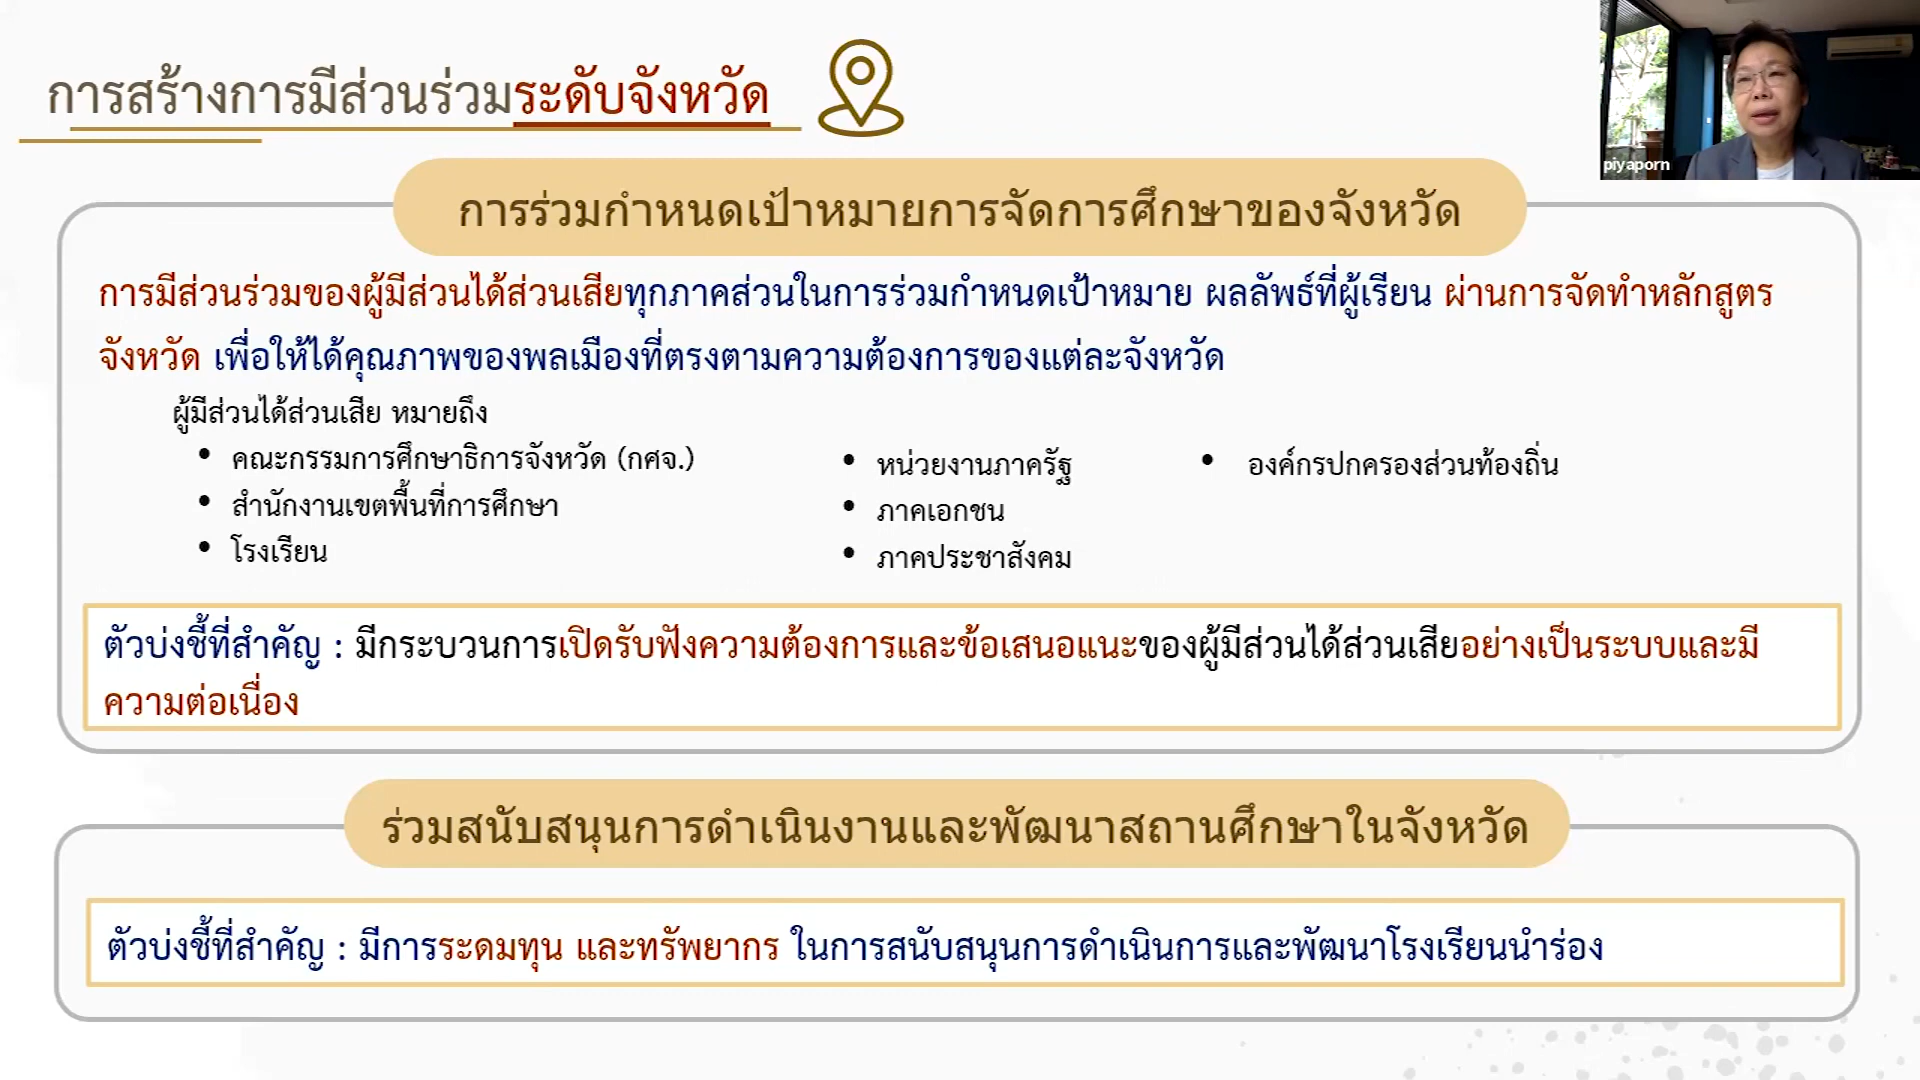 การสร้างการมีส่วนร่วมระดับจังหวัด
piyaporn
การร่วมกำหนดเป้าหมายการจัดการศึกษาของจังหวัด
การมีส่วนร่วมของผู้มีส่วนได้ส่วนเสียทุกภาคส่วนในการร่วมกำหนดเป้าหมาย ผลลัพธ์ที่ผู้เรียน ผ่านการจัดทำหลักสูตร
จังหวัด เพื่อให้ได้คุณภาพของพลเมืองที่ตรงตามความต้องการของแต่ละจังหวัด
ผู้มีส่วนได้ส่วนเสีย หมายถึง
• คณะกรรมการศึกษาธิการจังหวัด (กศจ.)
• สำนักงานเขตพื้นที่การศึกษา
• โรงเรียน
• หน่วยงานภาครัฐ
• ภาคเอกชน
• ภาคประชาสังคม
• องค์กรปกครองส่วนท้องถิ่น
ตัวบ่งชี้ที่สำคัญ : มีกระบวนการเปิดรับฟังความต้องการและข้อเสนอแนะของผู้มีส่วนได้ส่วนเสียอย่างเป็นระบบและมี
ความต่อเนื่อง
ร่วมสนับสนุนการดำเนินงานและพัฒนาสถานศึกษาในจังหวัด
ตัวบ่งชี้ที่สำคัญ : มีการระดมทุน และทรัพยากร ในการสนับสนุนการดำเนินการและพัฒนาโรงเรียนนำร่อง